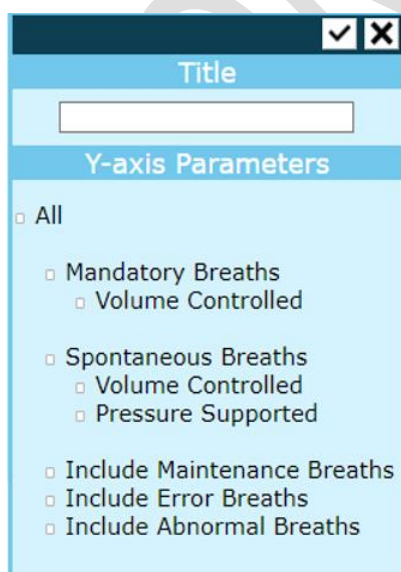 Title
Y-axis Parameters
All
Mandatory Breaths
Volume Controlled
Spontaneous Breaths
Volume Controlled
Pressure Supported
Include Maintenance Breaths
Include Error Breaths
Include Abnormal Breaths